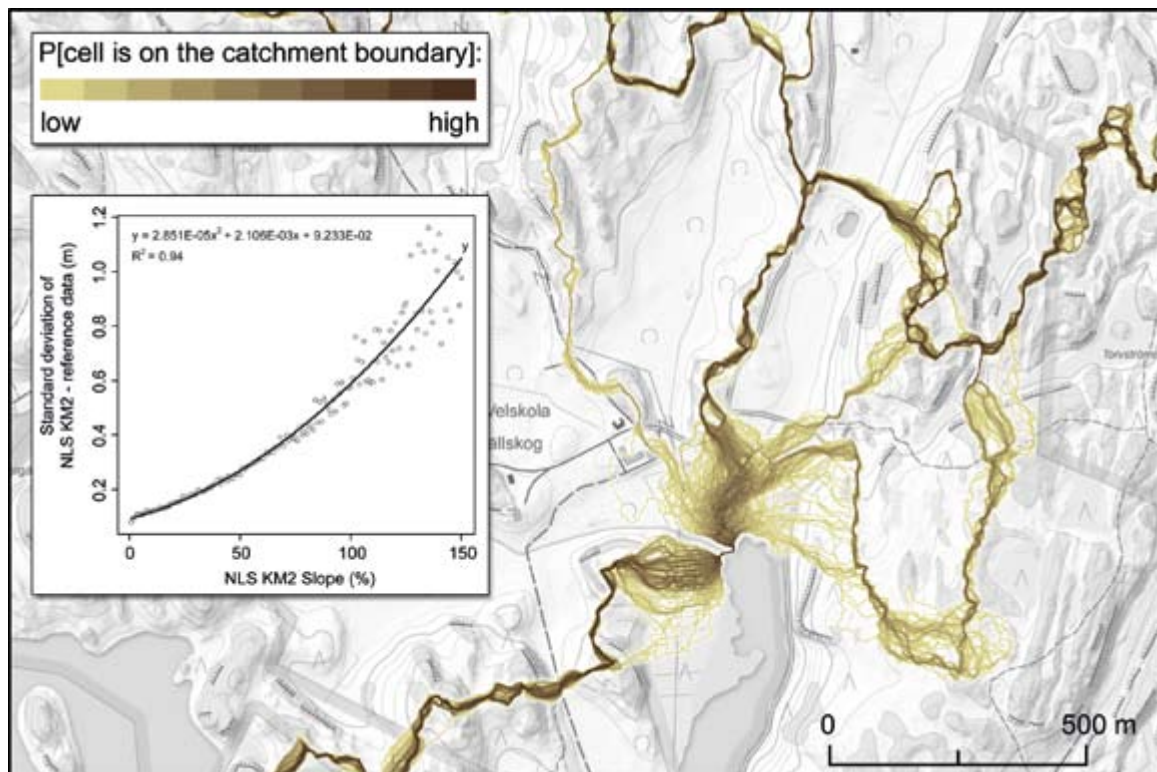 P[cell is on the catchment boundary]:
low high
1.2
1.0
0.8
0.6
0.4
0.2
Standard deviation of
NLS KM2 - reference data (m)
y = 2.851E-05x² + 2.106E-03x + 9.233E-02
R² = 0.94
y
0 50 100 150
NLS KM2 Slope (%)
Velskola
ällskog
0 500 m